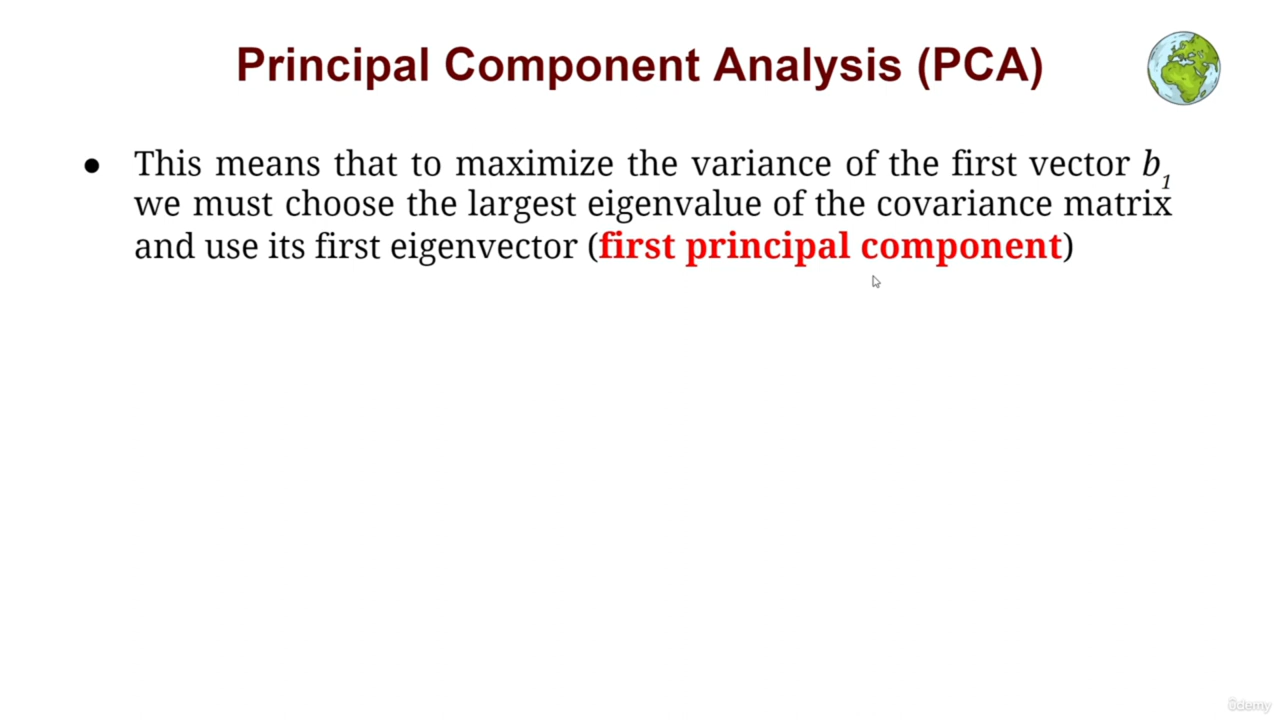 Principal Component Analysis (PCA)
● This means that to maximize the variance of the first vector b₁
we must choose the largest eigenvalue of the covariance matrix
and use its first eigenvector (first principal component)
ûdemy